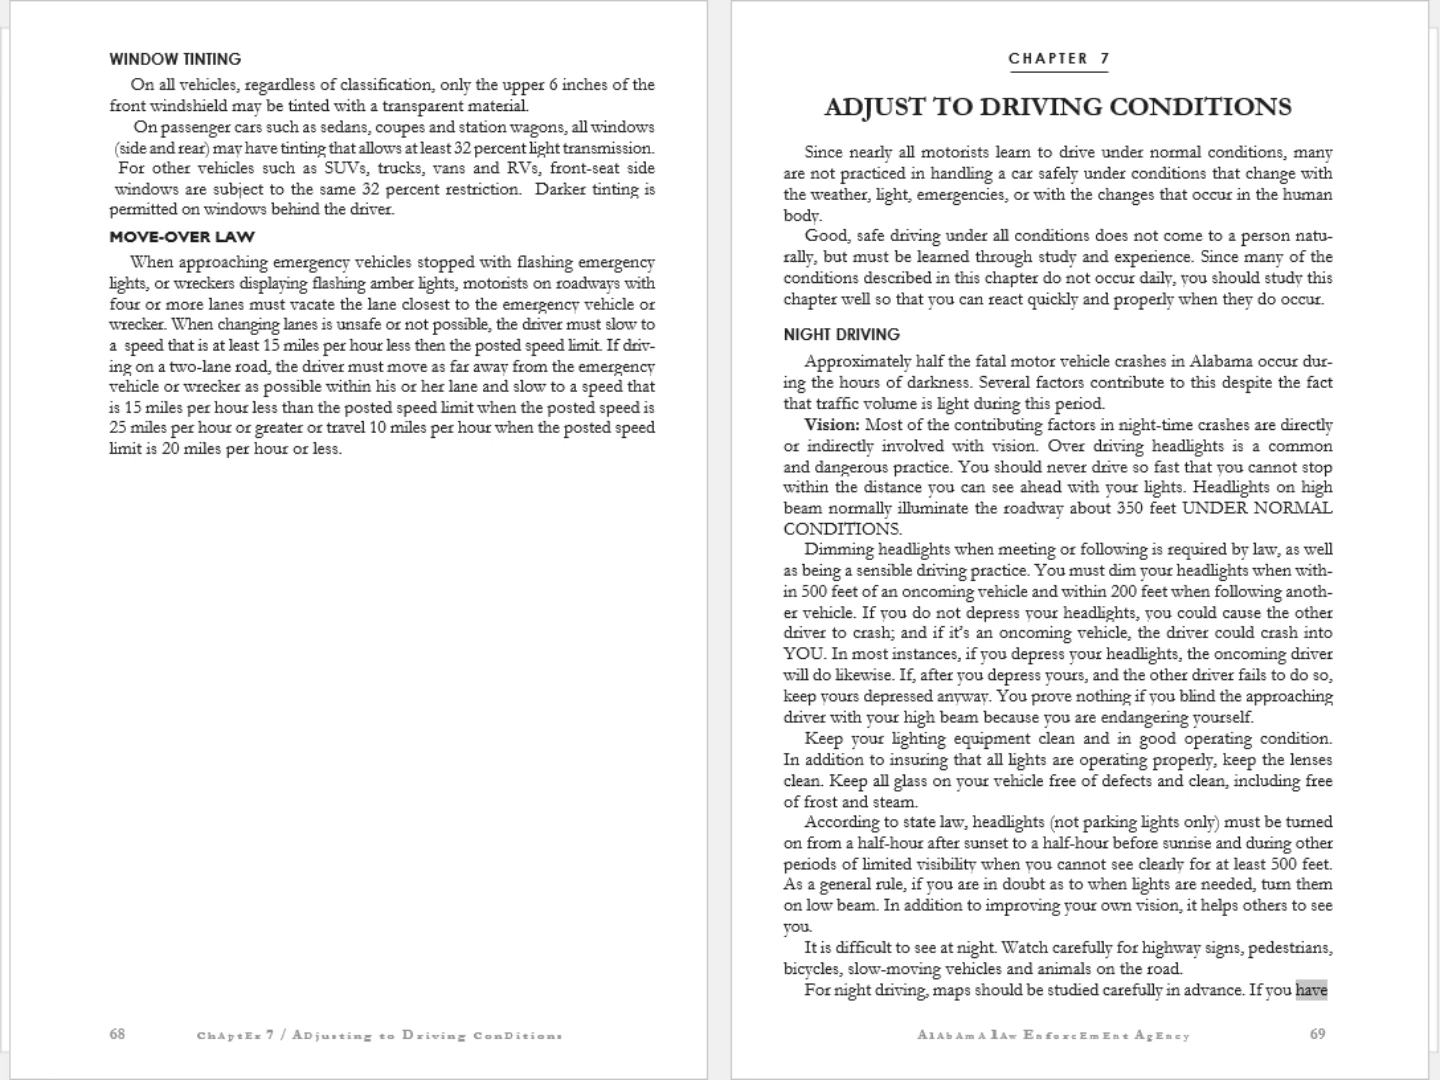 WINDOW TINTING
On all vehicles, regardless of classification, only the upper 6 inches of the
front windshield may be tinted with a transparent material.
On passenger cars such as sedans, coupes and station wagons, all windows
(side and rear) may have tinting that allows at least 32 percent light transmission.
For other vehicles such as SUVs, trucks, vans and RVs, front-seat side
windows are subject to the same 32 percent restriction. Darker tinting is
permitted on windows behind the driver.
MOVE-OVER LAW
When approaching emergency vehicles stopped with flashing emergency
lights, or wreckers displaying flashing amber lights, motorists on roadways with
four or more lanes must vacate the lane closest to the emergency vehicle or
wrecker. When changing lanes is unsafe or not possible, the driver must slow to
a speed that is at least 15 miles per hour less then the posted speed limit. If driv-
ing on a two-lane road, the driver must move as far away from the emergency
vehicle or wrecker as possible within his or her lane and slow to a speed that
is 15 miles per hour less than the posted speed limit when the posted speed is
25 miles per hour or greater or travel 10 miles per hour when the posted speed
limit is 20 miles per hour or less.
68 ChAptEr 7 / ADjusting to Driving ConDitions
CHAPTER 7
ADJUST TO DRIVING CONDITIONS
Since nearly all motorists learn to drive under normal conditions, many
are not practiced in handling a car safely under conditions that change with
the weather, light, emergencies, or with the changes that occur in the human
body.
Good, safe driving under all conditions does not come to a person natu-
rally, but must be learned through study and experience. Since many of the
conditions described in this chapter do not occur daily, you should study this
chapter well so that you can react quickly and properly when they do occur.
NIGHT DRIVING
Approximately half the fatal motor vehicle crashes in Alabama occur dur-
ing the hours of darkness. Several factors contribute to this despite the fact
that traffic volume is light during this period.
Vision: Most of the contributing factors in night-time crashes are directly
or indirectly involved with vision. Over driving headlights is a common
and dangerous practice. You should never drive so fast that you cannot stop
within the distance you can see ahead with your lights. Headlights on high
beam normally illuminate the roadway about 350 feet UNDER NORMAL
CONDITIONS.
Dimming headlights when meeting or following is required by law, as well
as being a sensible driving practice. You must dim your headlights when with-
in 500 feet of an oncoming vehicle and within 200 feet when following anoth-
er vehicle. If you do not depress your headlights, you could cause the other
driver to crash; and if it's an oncoming vehicle, the driver could crash into
YOU. In most instances, if you depress your headlights, the oncoming driver
will do likewise. If, after you depress yours, and the other driver fails to do so,
keep yours depressed anyway. You prove nothing if you blind the approaching
driver with your high beam because you are endangering yourself.
Keep your lighting equipment clean and in good operating condition.
In addition to insuring that all lights are operating properly, keep the lenses
clean. Keep all glass on your vehicle free of defects and clean, including free
of frost and steam.
According to state law, headlights (not parking lights only) must be turned
on from a half-hour after sunset to a half-hour before sunrise and during other
periods of limited visibility when you cannot see clearly for at least 500 feet.
As a general rule, if you are in doubt as to when lights are needed, turn them
on low beam. In addition to improving your own vision, it helps others to see
you.
It is difficult to see at night. Watch carefully for highway signs, pedestrians,
bicycles, slow-moving vehicles and animals on the road.
For night driving, maps should be studied carefully in advance. If you have
AlAbAmA lAw EnforcEmEnt AgEncy 69